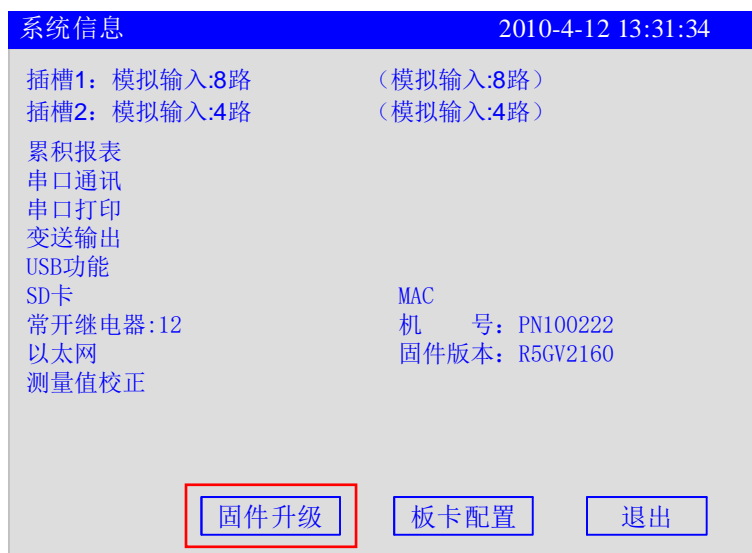 系统信息 2010-4-12 13:31:34
插槽1：模拟输入:8路 （模拟输入:8路）
插槽2：模拟输入:4路 （模拟输入:4路）
累积报表
串口通讯
串口打印
变送输出
USB功能
SD卡 MAC
常开继电器:12 机 号：PN100222
以太网 固件版本：R5GV2160
测量值校正
固件升级 板卡配置 退出